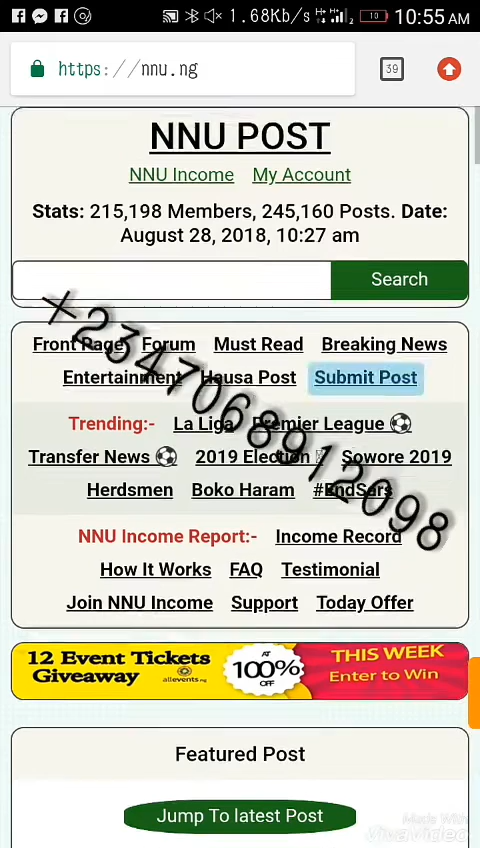 1.68Kb/s H+ 2 10 10:55 AM
https://nnu.ng 39
NNU POST
NNU Income My Account
Stats: 215,198 Members, 245,160 Posts. Date:
August 28, 2018, 10:27 am
Search
+2347068912098
Front Page Forum Must Read Breaking News
Entertainment Hausa Post Submit Post
Trending:- La Liga Premier League ⚽
Transfer News ⚽ 2019 Election Sowore 2019
Herdsmen Boko Haram #EndSars
NNU Income Report:- Income Record
How It Works FAQ Testimonial
Join NNU Income Support Today Offer
12 Event Tickets
Giveaway allevents.ng
AT
100%
OFF
THIS WEEK
Enter to Win
Featured Post
Jump To latest Post
Made With
VivaVideo